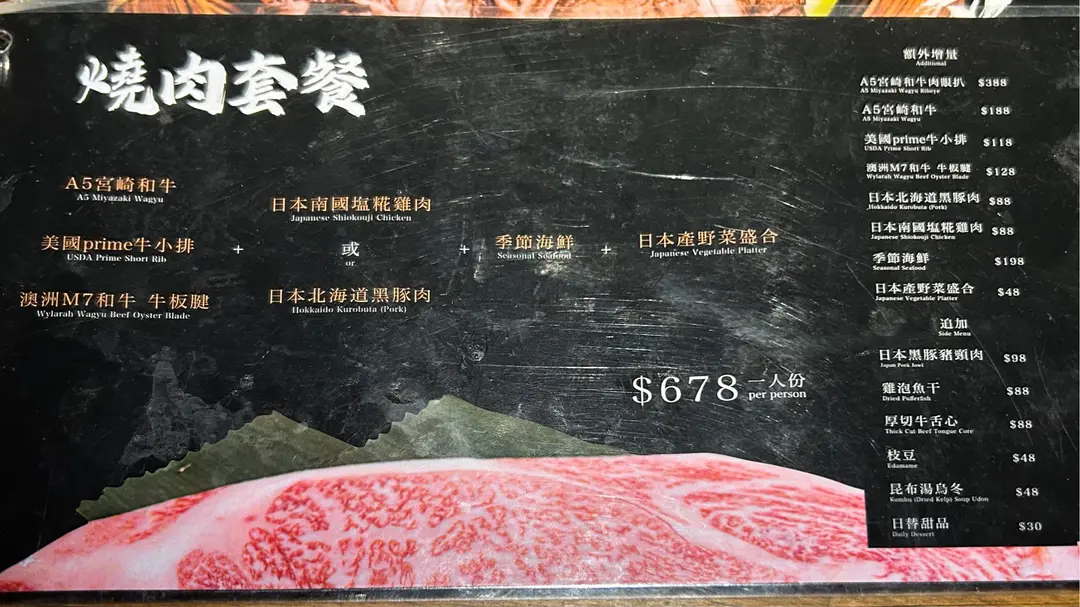 燒肉套餐
A5宮崎和牛
A5 Miyazaki Wagyu
美國prime牛小排
USDA Prime Short Rib
澳洲M7和牛 牛板腱
Wylarah Wagyu Beef Oyster Blade
+
日本南國塩糀雞肉
Japanese Shiokouji Chicken
或
or
日本北海道黑豚肉
Hokkaido Kurobuta (Pork)
+
季節海鮮
Seasonal Seafood
+
日本產野菜盛合
Japanese Vegetable Platter
$678 一人份
per person
額外增量
Additional
A5宮崎和牛肉眼扒 $388
A5 Miyazaki Wagyu Ribeye
A5宮崎和牛 $188
A5 Miyazaki Wagyu
美國prime牛小排 $118
USDA Prime Short Rib
澳洲M7和牛 牛板腱 $128
Wylarah Wagyu Beef Oyster Blade
日本北海道黑豚肉 $88
Hokkaido Kurobuta (Pork)
日本南國塩糀雞肉 $88
Japanese Shiokouji Chicken
季節海鮮 $198
Seasonal Seafood
日本產野菜盛合 $48
Japanese Vegetable Platter
追加
Side Menu
日本黑豚豬頸肉 $98
Japan Pork Jowl
雞泡魚干 $88
Dried Pufferfish
厚切牛舌心 $88
Thick Cut Beef Tongue Core
枝豆 $48
Edamame
昆布湯烏冬 $48
Kumbu (Dried Kelp) Soup Udon
日替甜品 $30
Daily Dessert